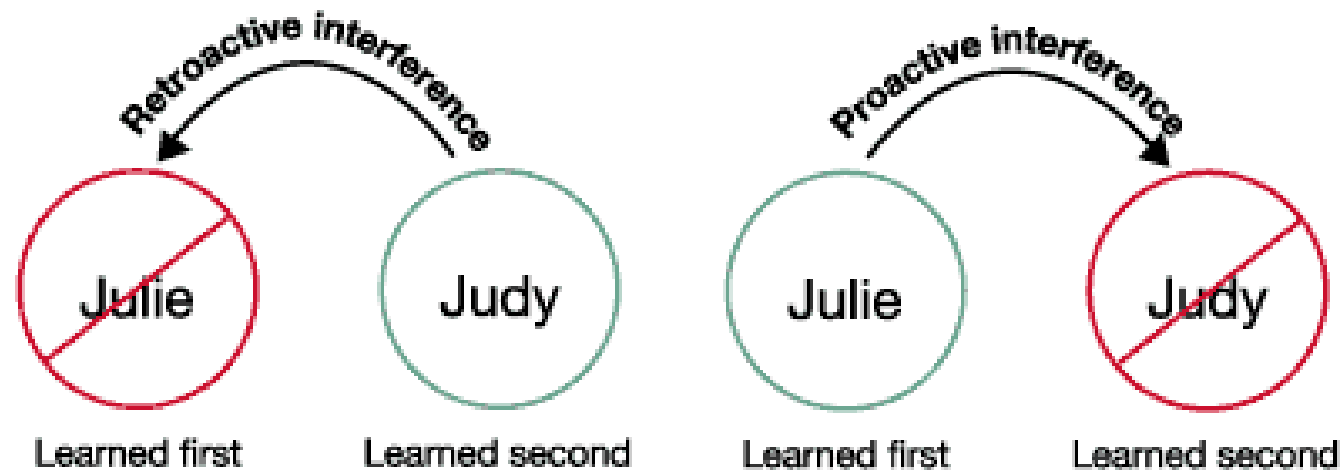 Retroactive interference
Proactive interference
Julie
Judy
Julie
Judy
Learned first
Learned second
Learned first
Learned second